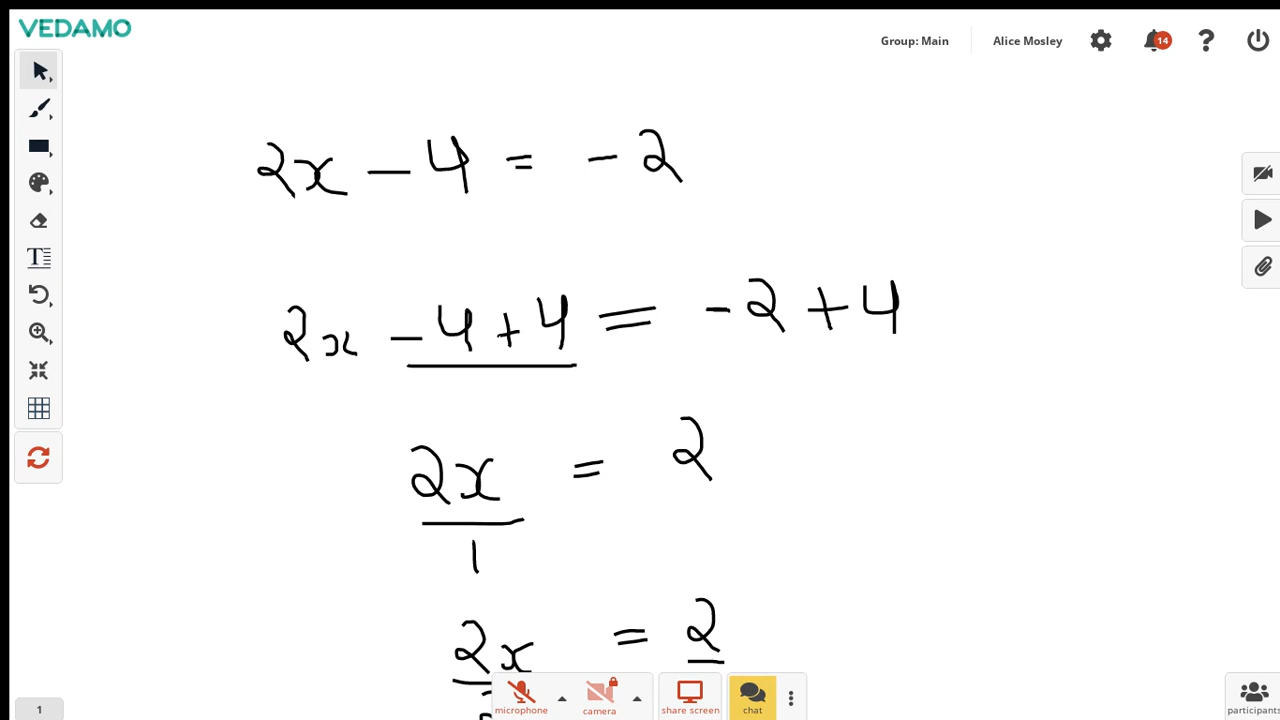 VEDAMO
Group: Main
Alice Mosley
14
?
2x − 4 = −2
2x − 4 + 4 = −2 + 4
2x = 2
1
2x = 2
T
1
microphone
camera
share screen
chat
participants